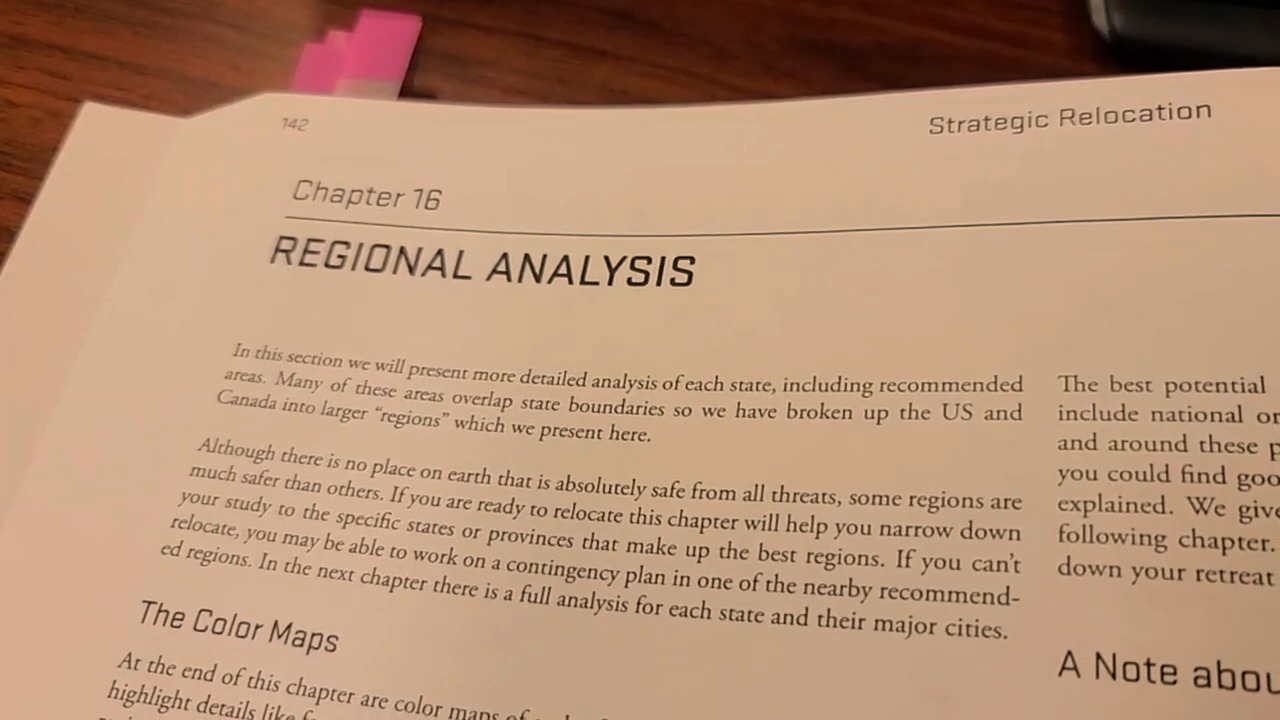 142
Strategic Relocation
Chapter 16
REGIONAL ANALYSIS
In this section we will present more detailed analysis of each state, including recommended
areas. Many of these areas overlap state boundaries so we have broken up the US and
Canada into larger "regions" which we present here.
Although there is no place on earth that is absolutely safe from all threats, some regions are
much safer than others. If you are ready to relocate this chapter will help you narrow down
your study to the specific states or provinces that make up the best regions. If you can't
relocate, you may be able to work on a contingency plan in one of the nearby recommend-
ed regions. In the next chapter there is a full analysis for each state and their major cities.
The Color Maps
At the end of this chapter are color maps of
highlight details like
The best potential
include national or
and around these
you could find
explained. We
following chapter.
down your retreat
A Note